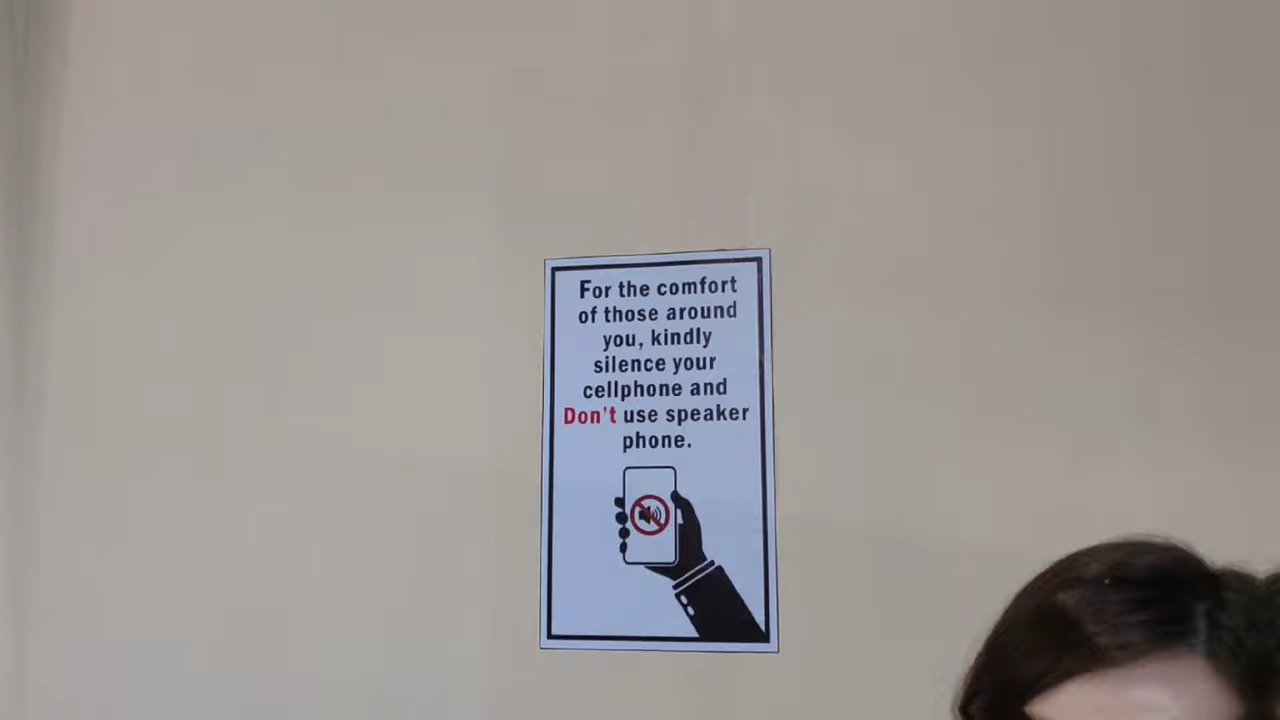 For the comfort
of those around
you, kindly
silence your
cellphone and
Don't use speaker
phone.